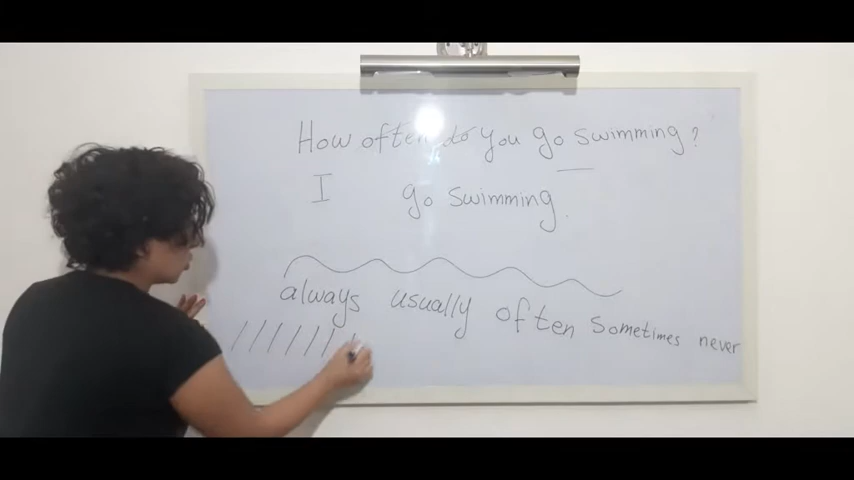 How often do you go swimming?
I go swimming.
always usually often sometimes never